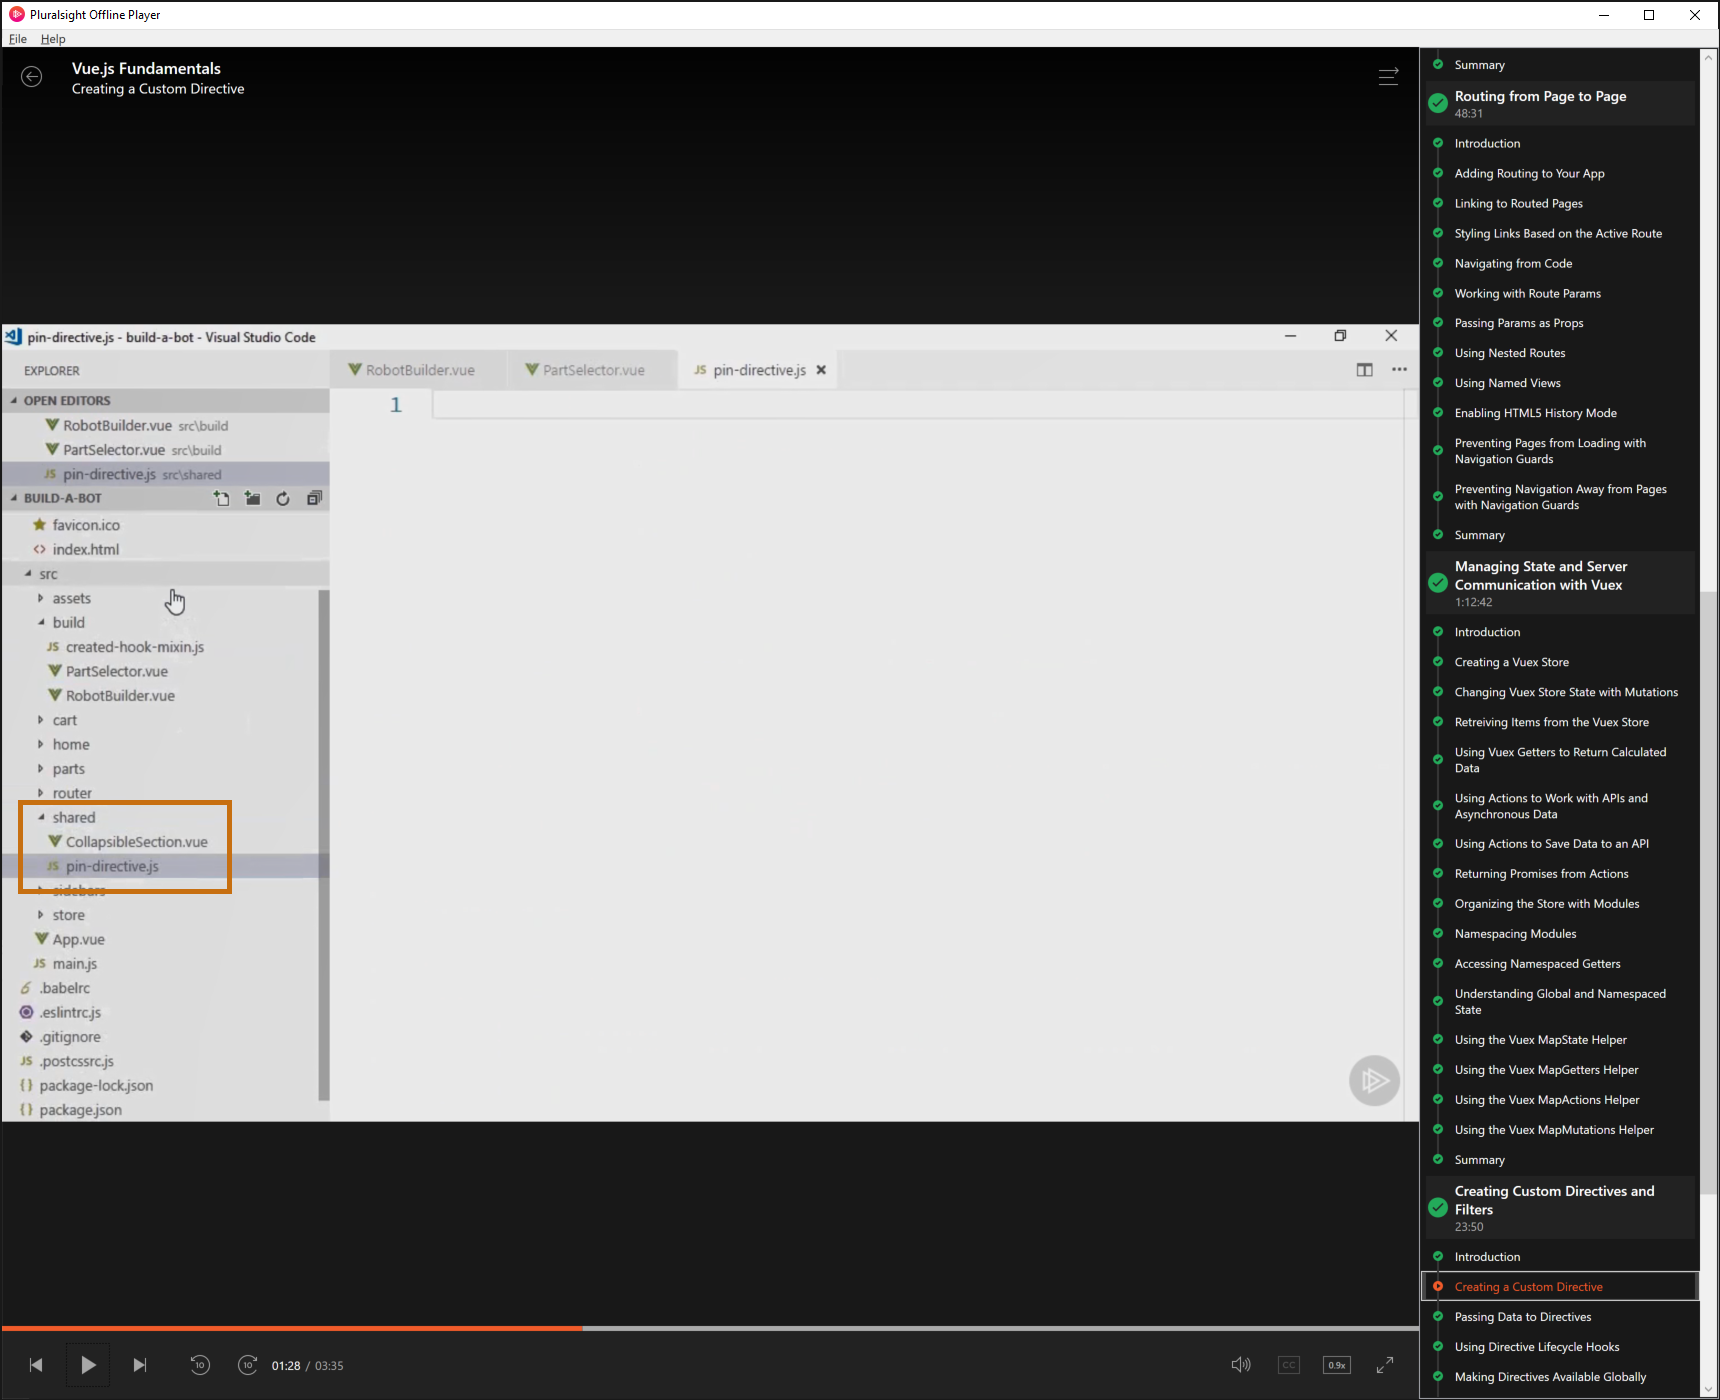 Pluralsight Offline Player
File Help
Vue.js Fundamentals
Creating a Custom Directive
pin-directive.js - build-a-bot - Visual Studio Code
EXPLORER
OPEN EDITORS
RobotBuilder.vue src\build
PartSelector.vue src\build
JS pin-directive.js src\shared
BUILD-A-BOT
favicon.ico
index.html
src
assets
build
JS created-hook-mixin.js
PartSelector.vue
RobotBuilder.vue
cart
home
parts
router
shared
CollapsibleSection.vue
JS pin-directive.js
sidebars
store
App.vue
JS main.js
.babelrc
.eslintrc.js
.gitignore
JS .postcssrc.js
{} package-lock.json
{} package.json
RobotBuilder.vue
PartSelector.vue
JS pin-directive.js
1
10
10
01:28 / 03:35
CC
0.9x
Summary
Routing from Page to Page
48:31
Introduction
Adding Routing to Your App
Linking to Routed Pages
Styling Links Based on the Active Route
Navigating from Code
Working with Route Params
Passing Params as Props
Using Nested Routes
Using Named Views
Enabling HTML5 History Mode
Preventing Pages from Loading with
Navigation Guards
Preventing Navigation Away from Pages
with Navigation Guards
Summary
Managing State and Server
Communication with Vuex
1:12:42
Introduction
Creating a Vuex Store
Changing Vuex Store State with Mutations
Retreiving Items from the Vuex Store
Using Vuex Getters to Return Calculated
Data
Using Actions to Work with APIs and
Asynchronous Data
Using Actions to Save Data to an API
Returning Promises from Actions
Organizing the Store with Modules
Namespacing Modules
Accessing Namespaced Getters
Understanding Global and Namespaced
State
Using the Vuex MapState Helper
Using the Vuex MapGetters Helper
Using the Vuex MapActions Helper
Using the Vuex MapMutations Helper
Summary
Creating Custom Directives and
Filters
23:50
Introduction
Creating a Custom Directive
Passing Data to Directives
Using Directive Lifecycle Hooks
Making Directives Available Globally